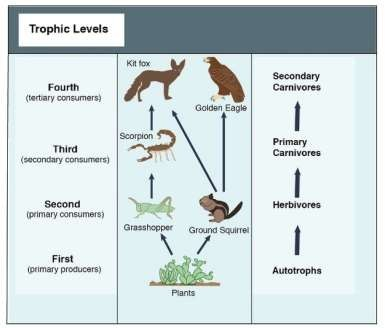 Trophic Levels
Fourth
(tertiary consumers)
Third
(secondary consumers)
Second
(primary consumers)
First
(primary producers)
Kit fox
Golden Eagle
Scorpion
Grasshopper
Ground Squirrel
Plants
Secondary
Carnivores
Primary
Carnivores
Herbivores
Autotrophs